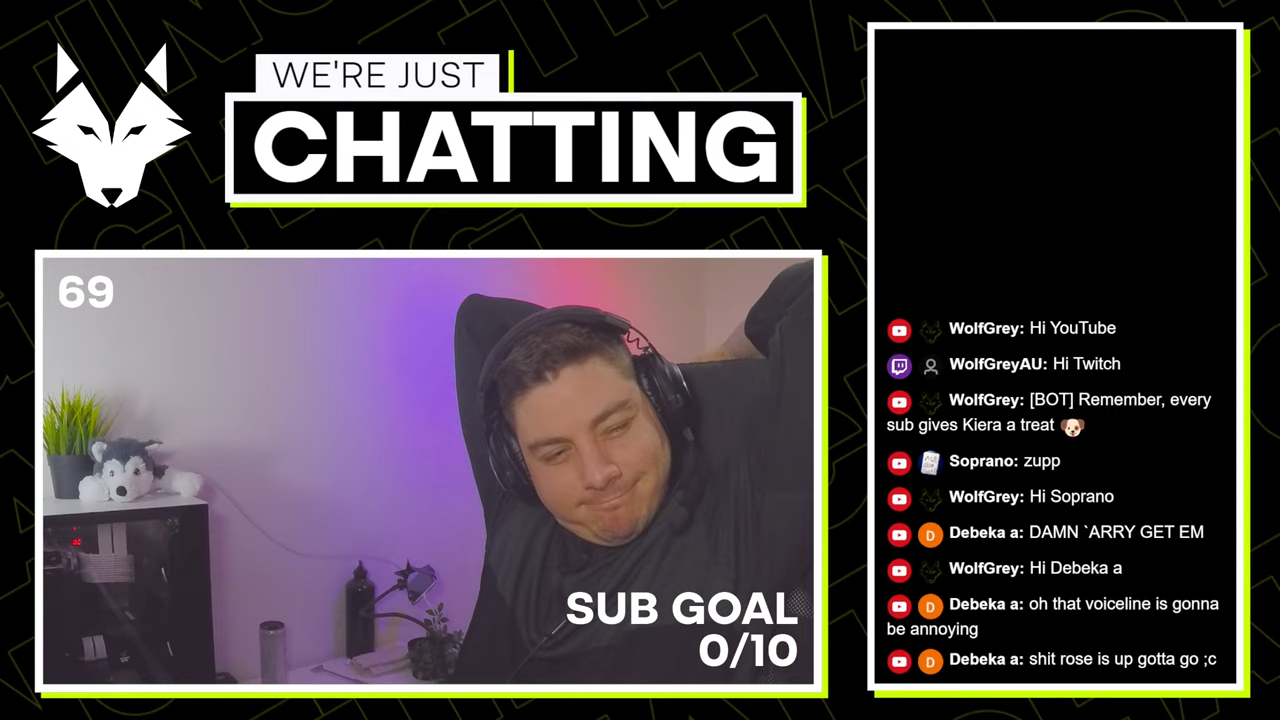 WE'RE JUST
CHATTING
69
SUB GOAL
0/10
WolfGrey: Hi YouTube
WolfGreyAU: Hi Twitch
WolfGrey: [BOT] Remember, every
sub gives Kiera a treat 🐶
Soprano: zupp
WolfGrey: Hi Soprano
D Debeka a: DAMN `ARRY GET EM
WolfGrey: Hi Debeka a
D Debeka a: oh that voiceline is gonna
be annoying
D Debeka a: shit rose is up gotta go ;c